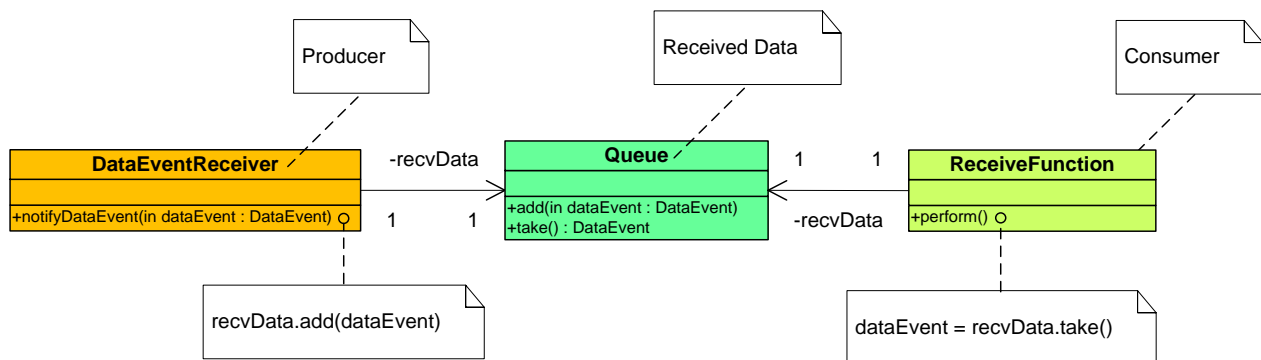 Producer
Received Data
Consumer
DataEventReceiver
+notifyDataEvent(in dataEvent : DataEvent)
-recvData
1
1
Queue
+add(in dataEvent : DataEvent)
+take() : DataEvent
1
1
-recvData
ReceiveFunction
+perform()
recvData.add(dataEvent)
dataEvent = recvData.take()